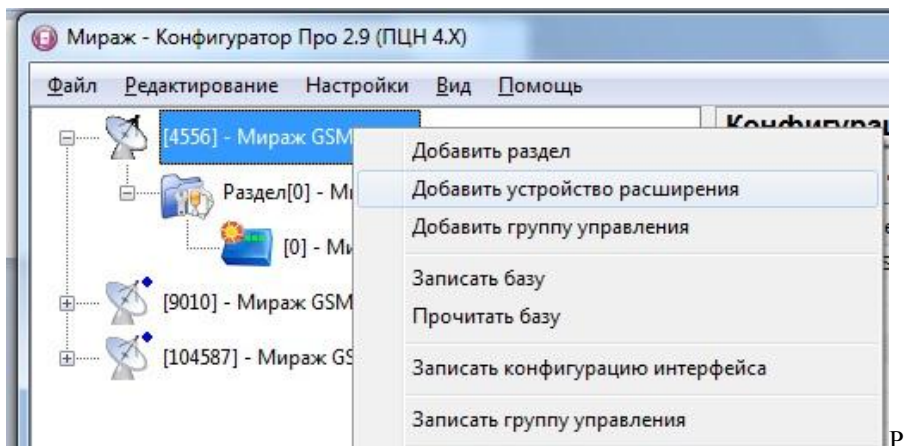 Мираж - Конфигуратор Про 2.9 (ПЦН 4.X)
Файл Редактирование Настройки Вид Помощь
[4556] - Мираж GSM
Раздел[0] - Ми
[0] - Ми
[9010] - Мираж GSM
[104587] - Мираж GS
Добавить раздел
Добавить устройство расширения
Добавить группу управления
Записать базу
Прочитать базу
Записать конфигурацию интерфейса
Записать группу управления
Р